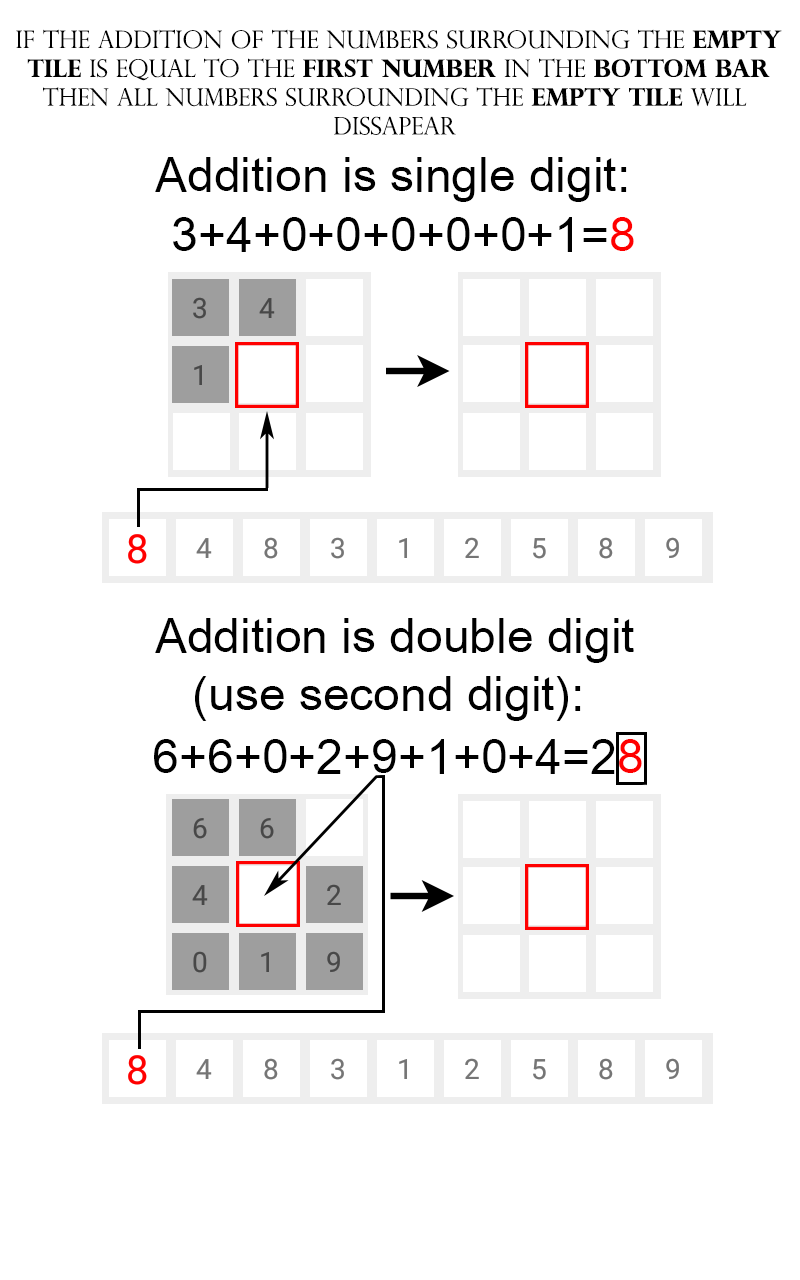 IF THE ADDITION OF THE NUMBERS SURROUNDING THE EMPTY
TILE IS EQUAL TO THE FIRST NUMBER IN THE BOTTOM BAR
THEN ALL NUMBERS SURROUNDING THE EMPTY TILE WILL
DISSAPEAR
Addition is single digit:
3+4+0+0+0+0+0+1=8
3 4
1
8 4 8 3 1 2 5 8 9
Addition is double digit
(use second digit):
6+6+0+2+9+1+0+4=28
6 6
4 2
0 1 9
8 4 8 3 1 2 5 8 9